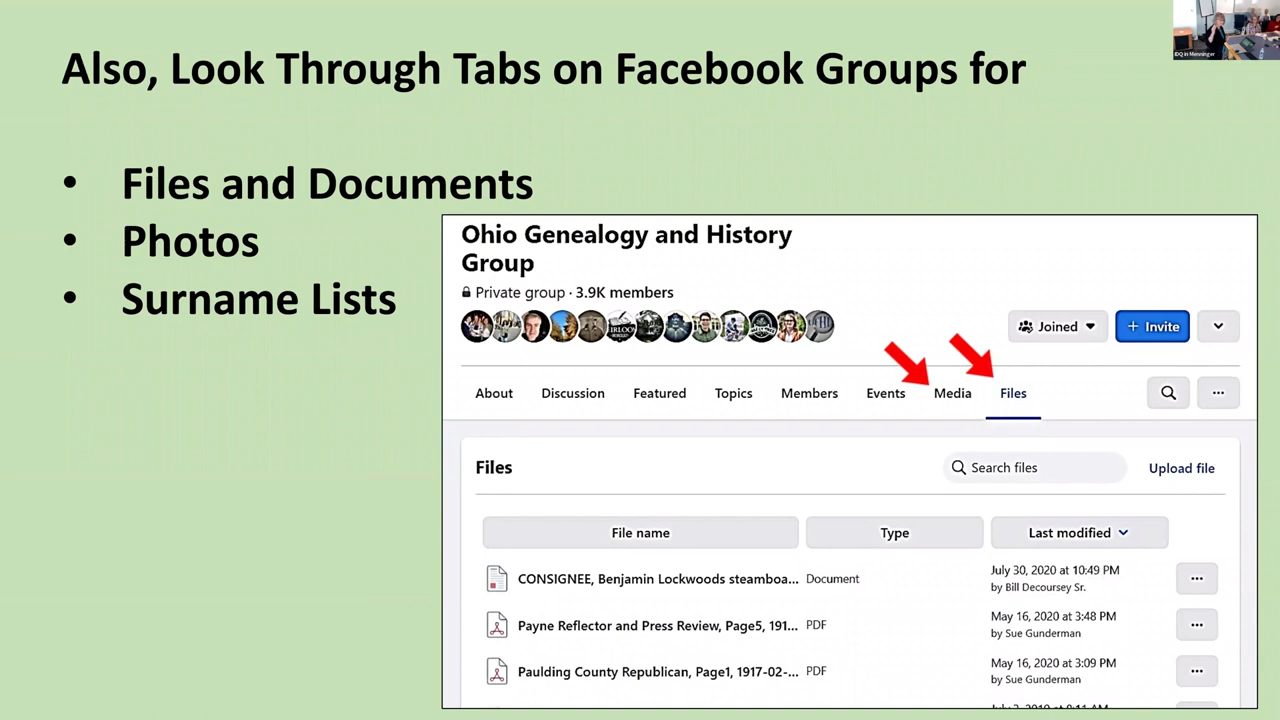 Also, Look Through Tabs on Facebook Groups for
IDQ in Menninger
• Files and Documents
• Photos
• Surname Lists
Ohio Genealogy and History
Group
Private group · 3.9K members
Joined
+ Invite
About Discussion Featured Topics Members Events Media Files
Files
Search files
Upload file
File name Type Last modified
CONSIGNEE, Benjamin Lockwoods steamboa... Document July 30, 2020 at 10:49 PM
by Bill Decoursey Sr.
Payne Reflector and Press Review, Page5, 191... PDF May 16, 2020 at 3:48 PM
by Sue Gunderman
Paulding County Republican, Page1, 1917-02-... PDF May 16, 2020 at 3:09 PM
by Sue Gunderman